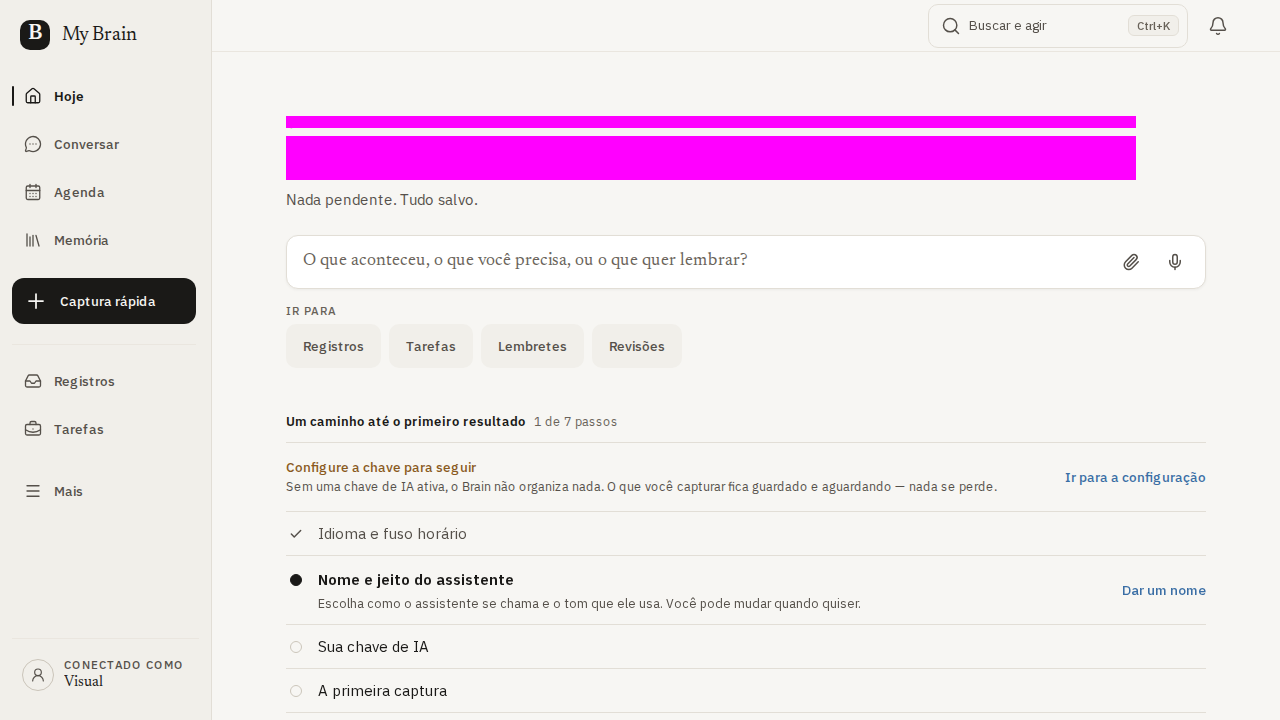 B My Brain
Buscar e agir Ctrl+K
Hoje
Conversar
Agenda
Memória
Captura rápida
Registros
Tarefas
Mais
CONECTADO COMO
Visual
Nada pendente. Tudo salvo.
O que aconteceu, o que você precisa, ou o que quer lembrar?
IR PARA
Registros Tarefas Lembretes Revisões
Um caminho até o primeiro resultado 1 de 7 passos
Configure a chave para seguir
Sem uma chave de IA ativa, o Brain não organiza nada. O que você capturar fica guardado e aguardando — nada se perde.
Ir para a configuração
Idioma e fuso horário
Nome e jeito do assistente
Escolha como o assistente se chama e o tom que ele usa. Você pode mudar quando quiser.
Dar um nome
Sua chave de IA
A primeira captura